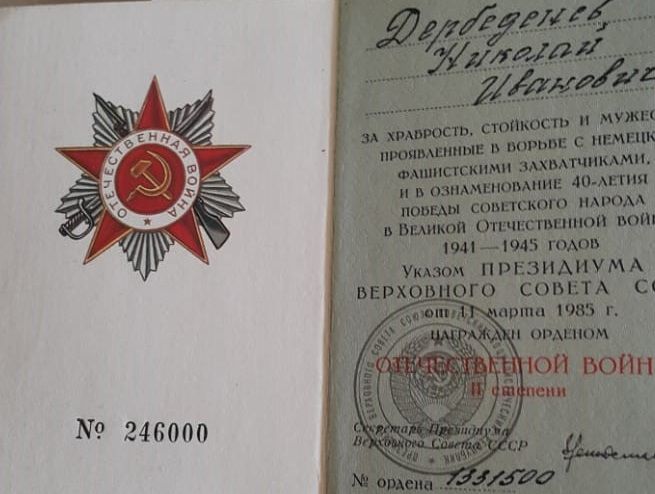 ОТЕЧЕСТВЕННАЯ ВОЙНА
№ 246000
Дербеденев
Николай
Иванович
ЗА ХРАБРОСТЬ, СТОЙКОСТЬ И МУЖЕС
ПРОЯВЛЕННЫЕ В БОРЬБЕ С НЕМЕЦК
ФАШИСТСКИМИ ЗАХВАТЧИКАМИ,
И В ОЗНАМЕНОВАНИЕ 40-ЛЕТИЯ
ПОБЕДЫ СОВЕТСКОГО НАРОДА
В ВЕЛИКОЙ ОТЕЧЕСТВЕННОЙ ВОЙН
1941—1945 ГОДОВ
УКАЗОМ ПРЕЗИДИУМА
ВЕРХОВНОГО СОВЕТА СС
от 11 марта 1985 г.
НАГРАЖДЕН ОРДЕНОМ
ОТЕЧЕСТВЕННОЙ ВОЙН
II степени
Секретарь Президиума
Верховного Совета СССР
№ ордена 1331500